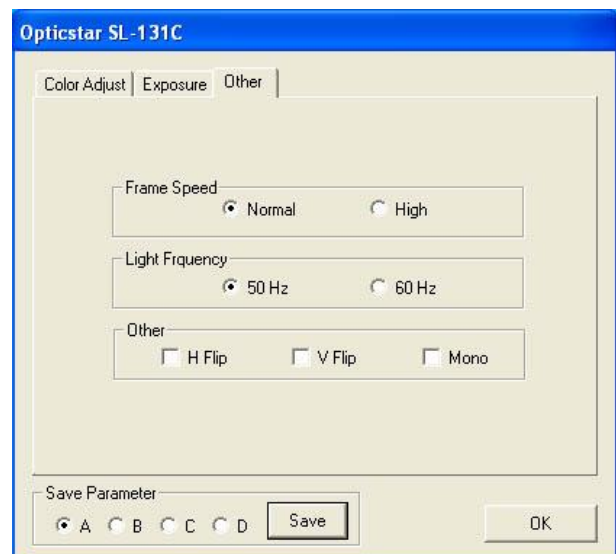 Opticstar SL-131C
Color Adjust Exposure Other
Frame Speed
Normal High
Light Frquency
50 Hz 60 Hz
Other
H Flip V Flip Mono
Save Parameter
A B C D Save OK